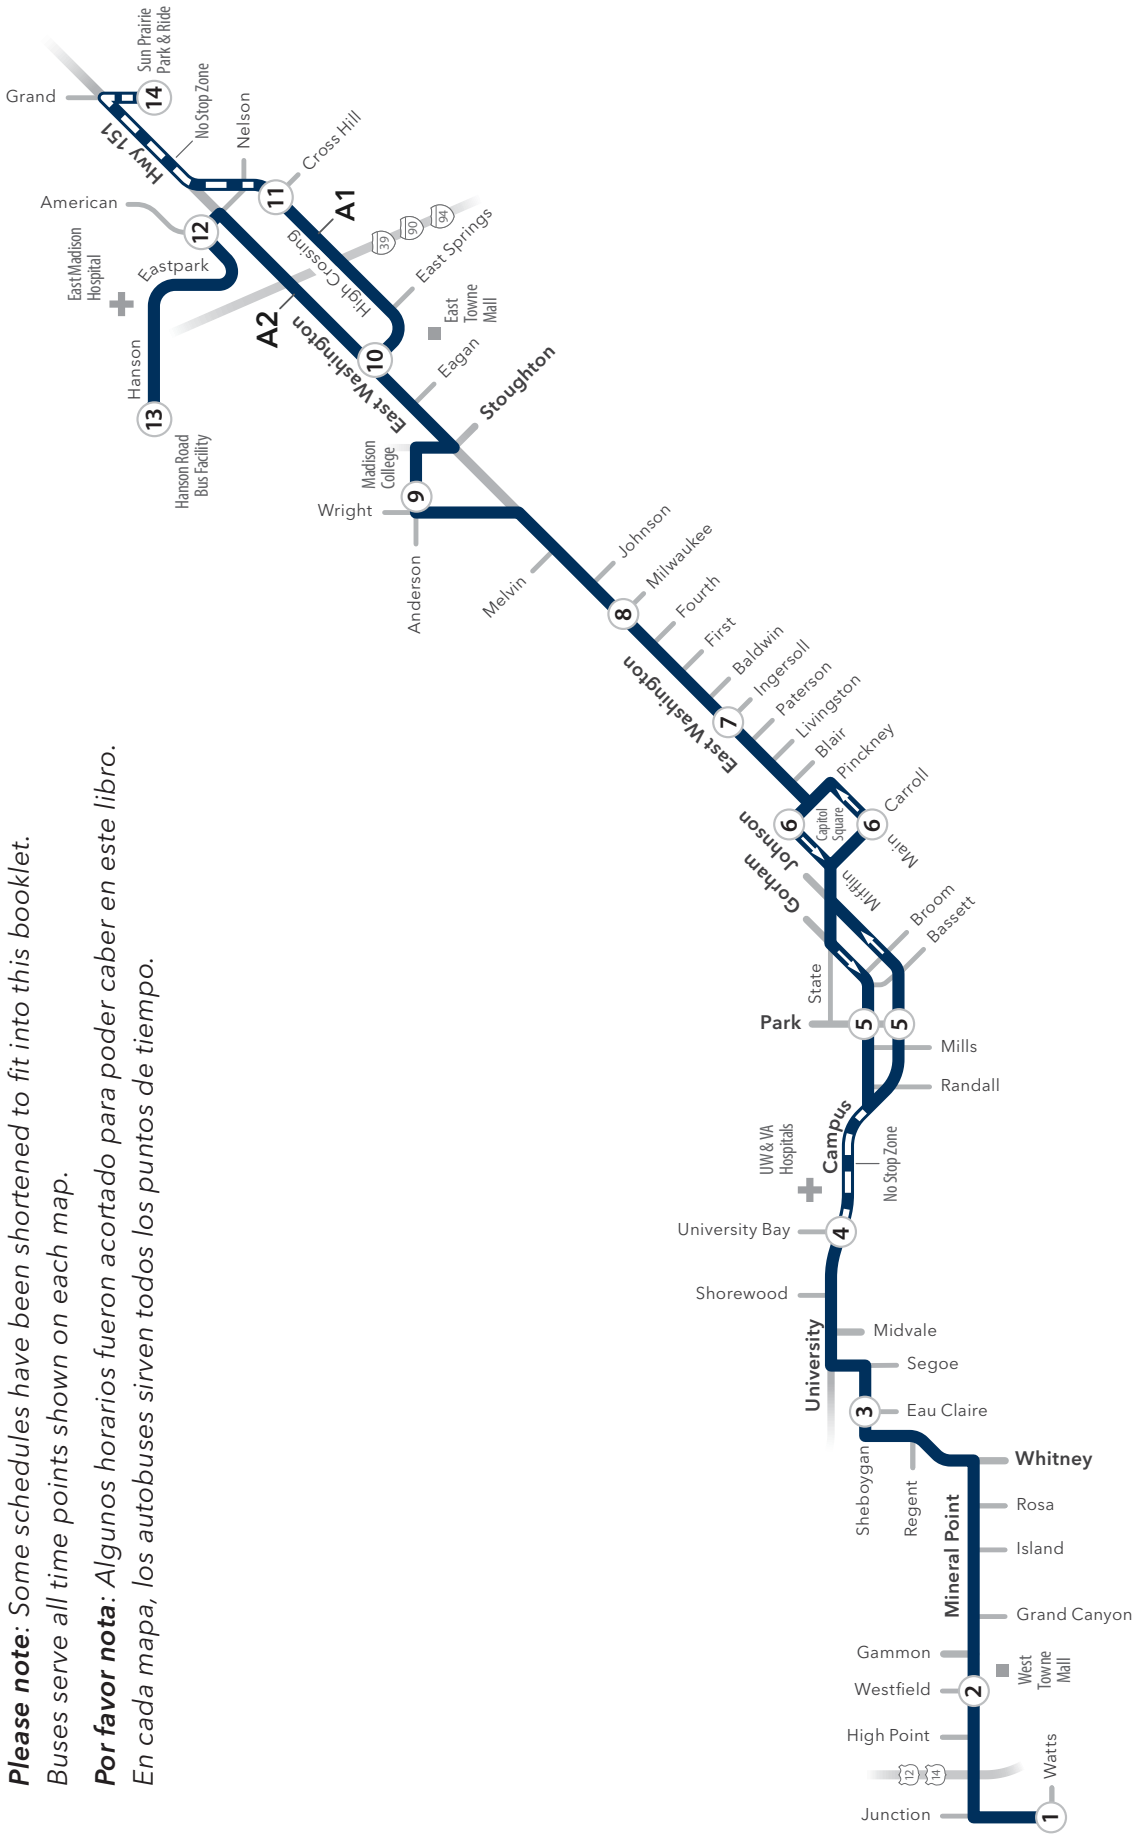 Please note: Some schedules have been shortened to fit into this booklet.
Buses serve all time points shown on each map.
Por favor nota: Algunos horarios fueron acortado para poder caber en este libro.
En cada mapa, los autobuses sirven todos los puntos de tiempo.
Grand
Sun Prairie
Park & Ride
14
Hwy 151
No Stop Zone
Nelson
Cross Hill
11
A1
American
12
East Madison
Hospital
Eastpark
High Crossing
39
90
94
East Springs
A2
East Washington
East
Towne
Mall
Hanson
13
Hanson Road
Bus Facility
10
Eagan
Stoughton
Madison
College
9
Wright
Anderson
Melvin
Johnson
Milwaukee
8
Fourth
First
East Washington
Baldwin
Ingersoll
7
Paterson
Livingston
Blair
Pinckney
Carroll
6
Capitol
Square
6
Main
Johnson
Gorham
Mifflin
Broom
Bassett
State
Park
5
5
Mills
Randall
Campus
UW & VA
Hospitals
No Stop Zone
University Bay
4
Shorewood
Midvale
University
Segoe
3
Eau Claire
Sheboygan
Regent
Whitney
Mineral Point
Rosa
Island
Grand Canyon
Gammon
Westfield
2
West
Towne
Mall
High Point
12
14
Watts
Junction
1